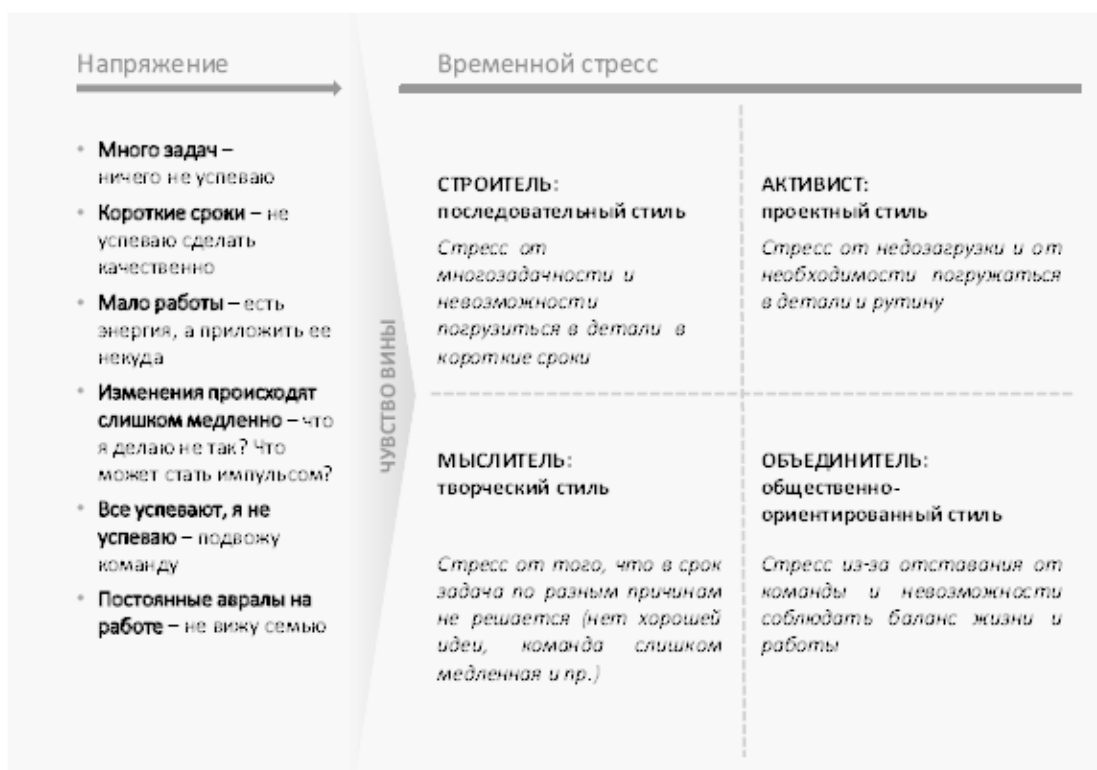 Напряжение
• Много задач –
ничего не успеваю
• Короткие сроки – не
успеваю сделать
качественно
• Мало работы – есть
энергия, а приложить ее
некуда
• Изменения происходят
слишком медленно – что
я делаю не так? Что
может стать импульсом?
• Все успевают, я не
успеваю – подвожу
команду
• Постоянные авралы на
работе – не вижу семью
ЧУВСТВО ВИНЫ
Временной стресс
СТРОИТЕЛЬ:
последовательный стиль
Стресс от
многозадачности и
невозможности
погрузиться в детали в
короткие сроки
АКТИВИСТ:
проектный стиль
Стресс от недозагрузки и от
необходимости погружаться
в детали и рутину
МЫСЛИТЕЛЬ:
творческий стиль
Стресс от того, что в срок
задача по разным причинам
не решается (нет хорошей
идеи, команда слишком
медленная и пр.)
ОБЪЕДИНИТЕЛЬ:
общественно-
ориентированный стиль
Стресс из-за отставания от
команды и невозможности
соблюдать баланс жизни и
работы